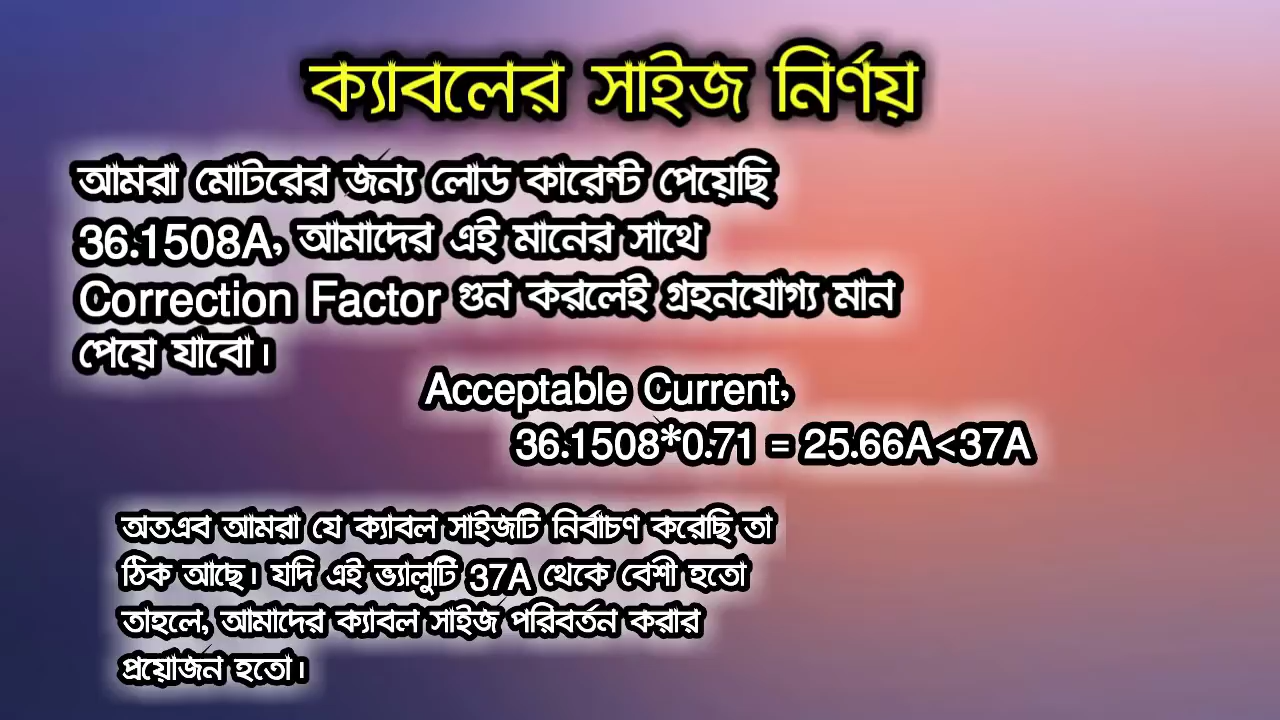 ক্যাবলের সাইজ নির্ণয়
আমরা মোটরের জন্য লোড কারেন্ট পেয়েছি
36.1508A, আমাদের এই মানের সাথে
Correction Factor গুন করলেই গ্রহনযোগ্য মান
পেয়ে যাবো।
Acceptable Current,
36.1508*0.71 = 25.66A<37A
অতএব আমরা যে ক্যাবল সাইজটি নির্বাচণ করেছি তা
ঠিক আছে। যদি এই ভ্যালুটি 37A থেকে বেশী হতো
তাহলে, আমাদের ক্যাবল সাইজ পরিবর্তন করার
প্রয়োজন হতো।